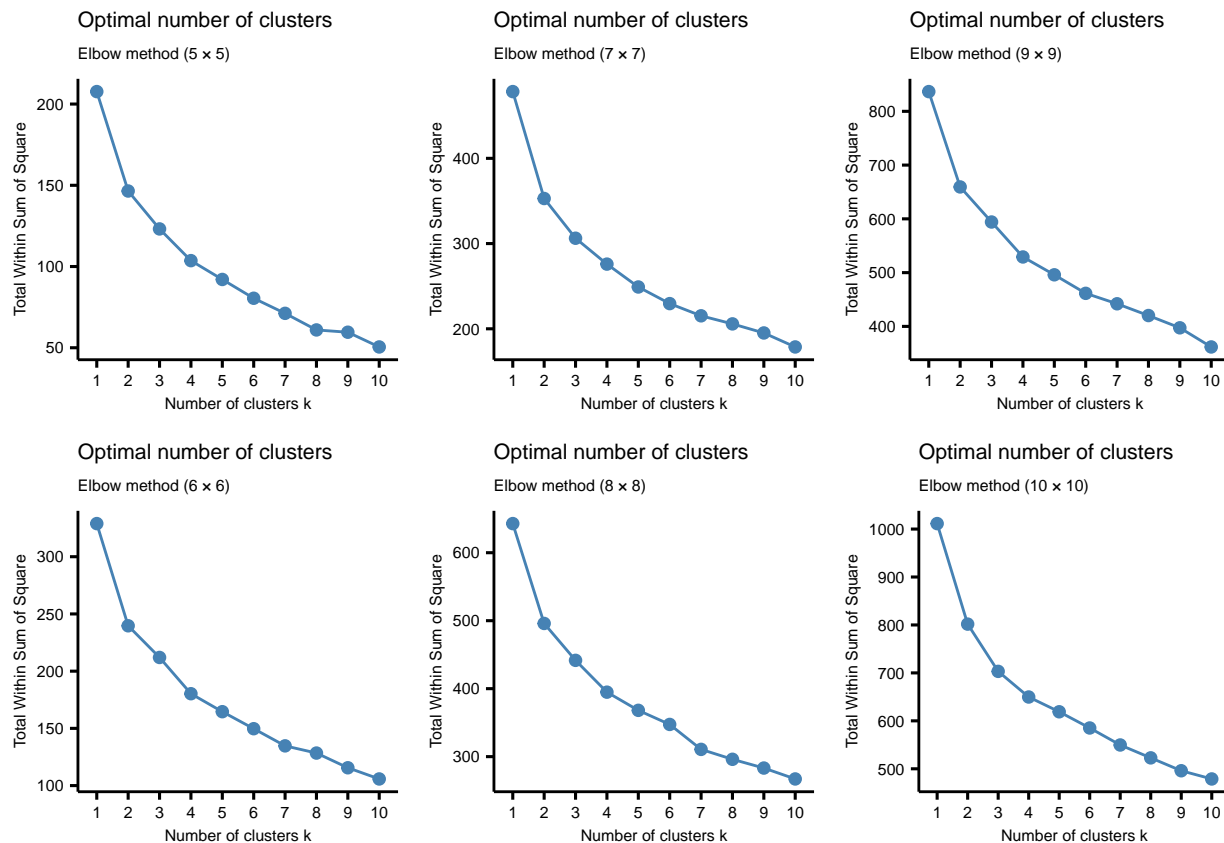 Optimal number of clusters
Elbow method (5 × 5)
Total Within Sum of Square
200
150
100
50
1 2 3 4 5 6 7 8 9 10
Number of clusters k
Optimal number of clusters
Elbow method (7 × 7)
Total Within Sum of Square
400
300
200
1 2 3 4 5 6 7 8 9 10
Number of clusters k
Optimal number of clusters
Elbow method (9 × 9)
Total Within Sum of Square
800
700
600
500
400
1 2 3 4 5 6 7 8 9 10
Number of clusters k
Optimal number of clusters
Elbow method (6 × 6)
Total Within Sum of Square
300
250
200
150
100
1 2 3 4 5 6 7 8 9 10
Number of clusters k
Optimal number of clusters
Elbow method (8 × 8)
Total Within Sum of Square
600
500
400
300
1 2 3 4 5 6 7 8 9 10
Number of clusters k
Optimal number of clusters
Elbow method (10 × 10)
Total Within Sum of Square
1000
900
800
700
600
500
1 2 3 4 5 6 7 8 9 10
Number of clusters k